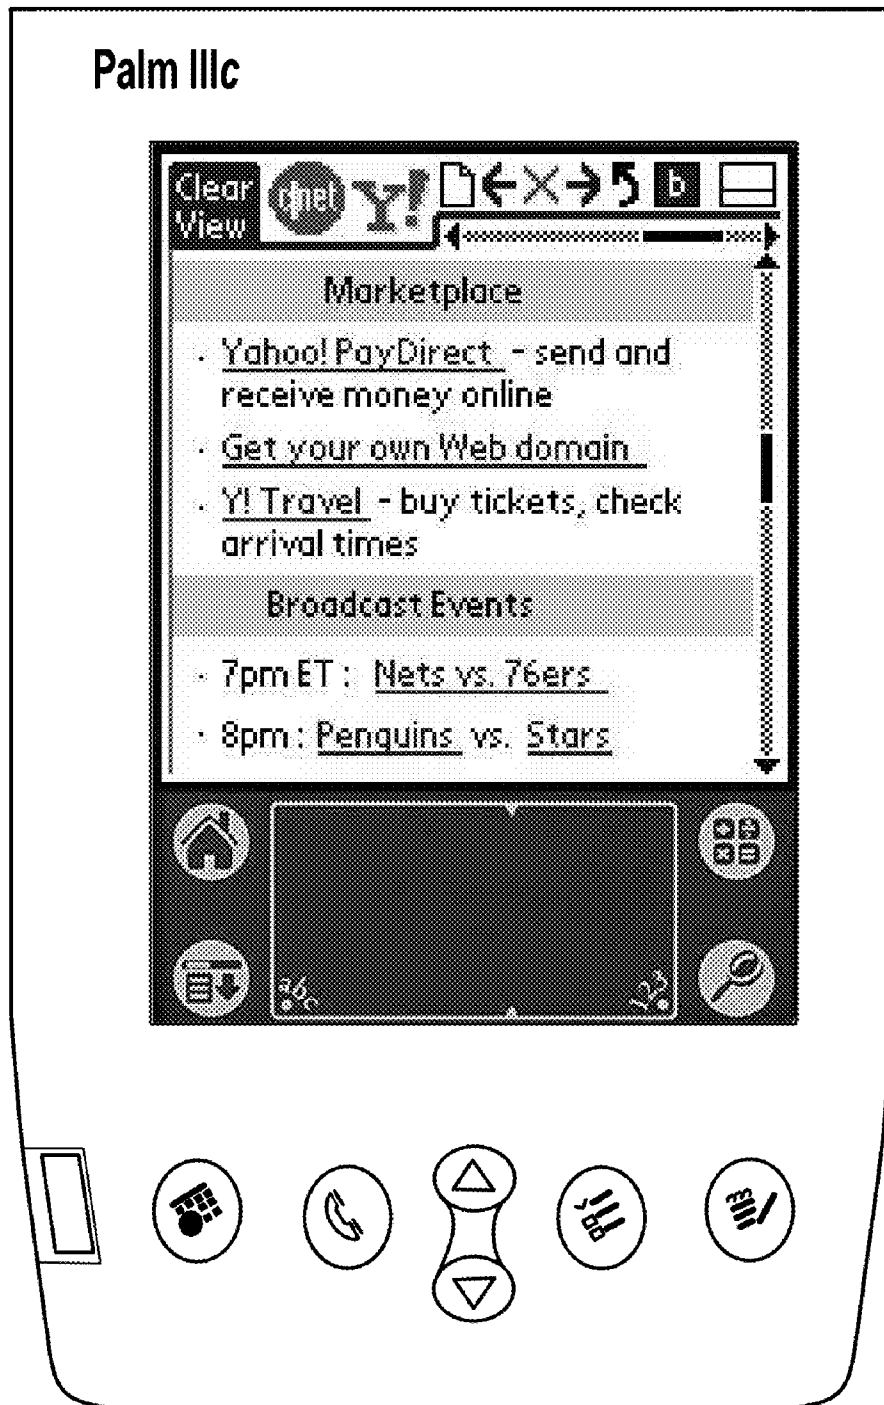 Palm IIIc
Clear
View
Y!
b
Marketplace
· Yahoo! PayDirect - send and
receive money online
· Get your own Web domain
· Y! Travel - buy tickets, check
arrival times
Broadcast Events
· 7pm ET : Nets vs. 76ers
· 8pm : Penguins vs. Stars
abc
123